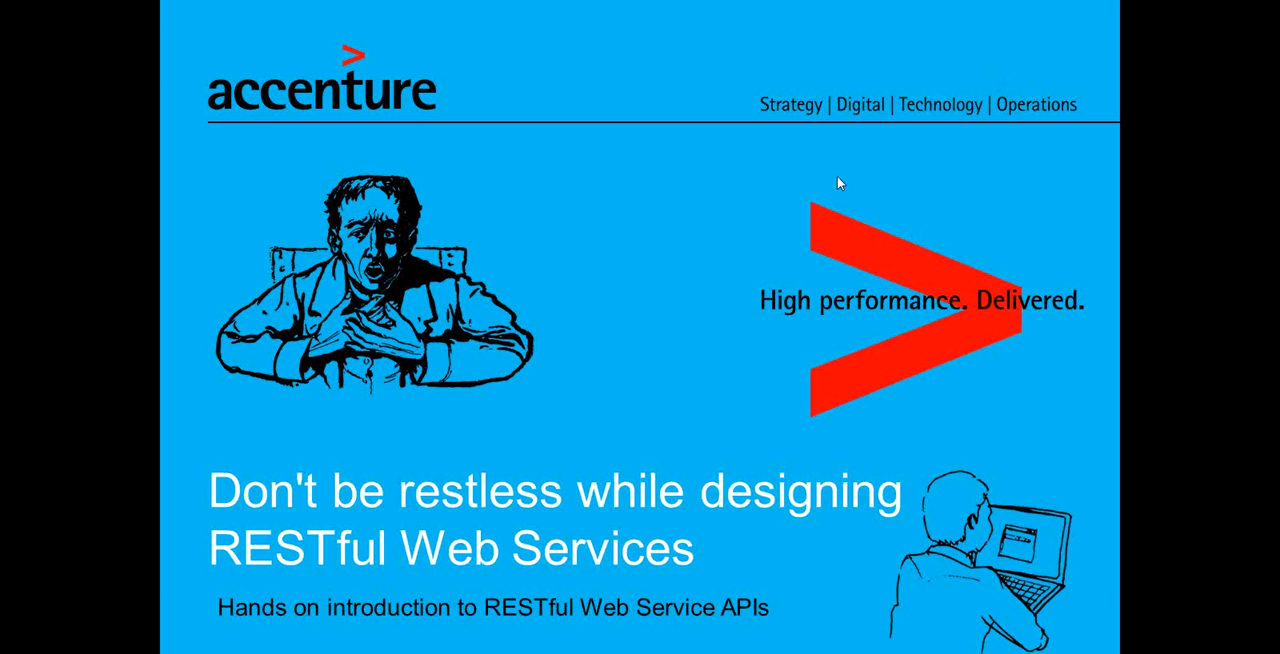 accenture
Strategy | Digital | Technology | Operations
High performance. Delivered.
Don't be restless while designing
RESTful Web Services
Hands on introduction to RESTful Web Service APIs